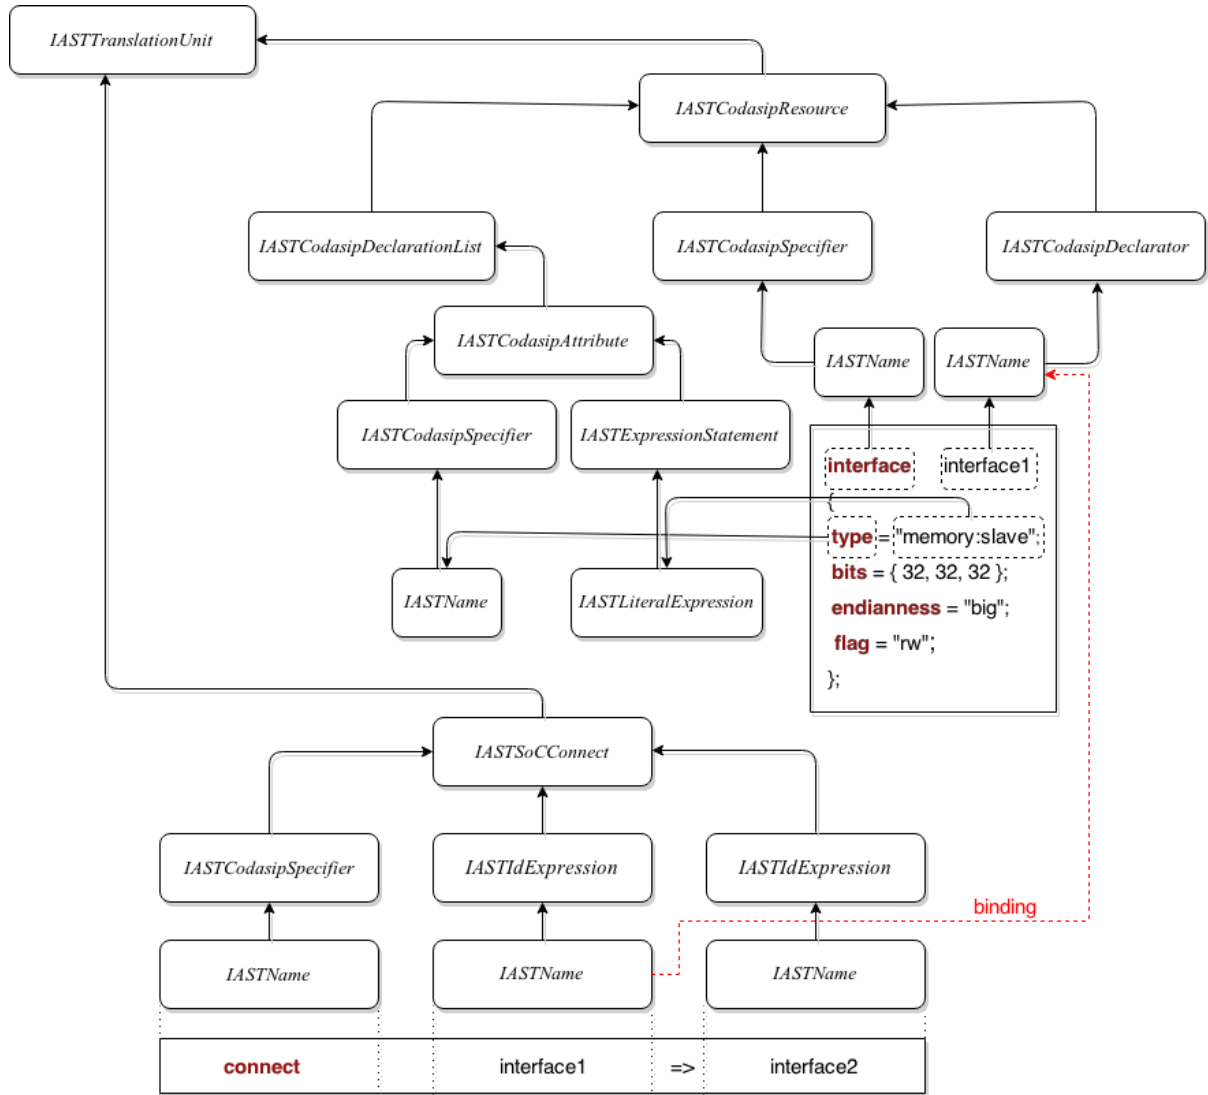 IASTTranslationUnit
IASTCodasipResource
IASTCodasipDeclarationList
IASTCodasipSpecifier
IASTCodasipDeclarator
IASTCodasipAttribute
IASTName
IASTName
IASTCodasipSpecifier
IASTExpressionStatement
interface interface1
{
type = "memory:slave";
bits = { 32, 32, 32 };
endianness = "big";
flag = "rw";
};
IASTName
IASTLiteralExpression
IASTSoCConnect
IASTCodasipSpecifier
IASTIdExpression
IASTIdExpression
binding
IASTName
IASTName
IASTName
connect interface1 => interface2